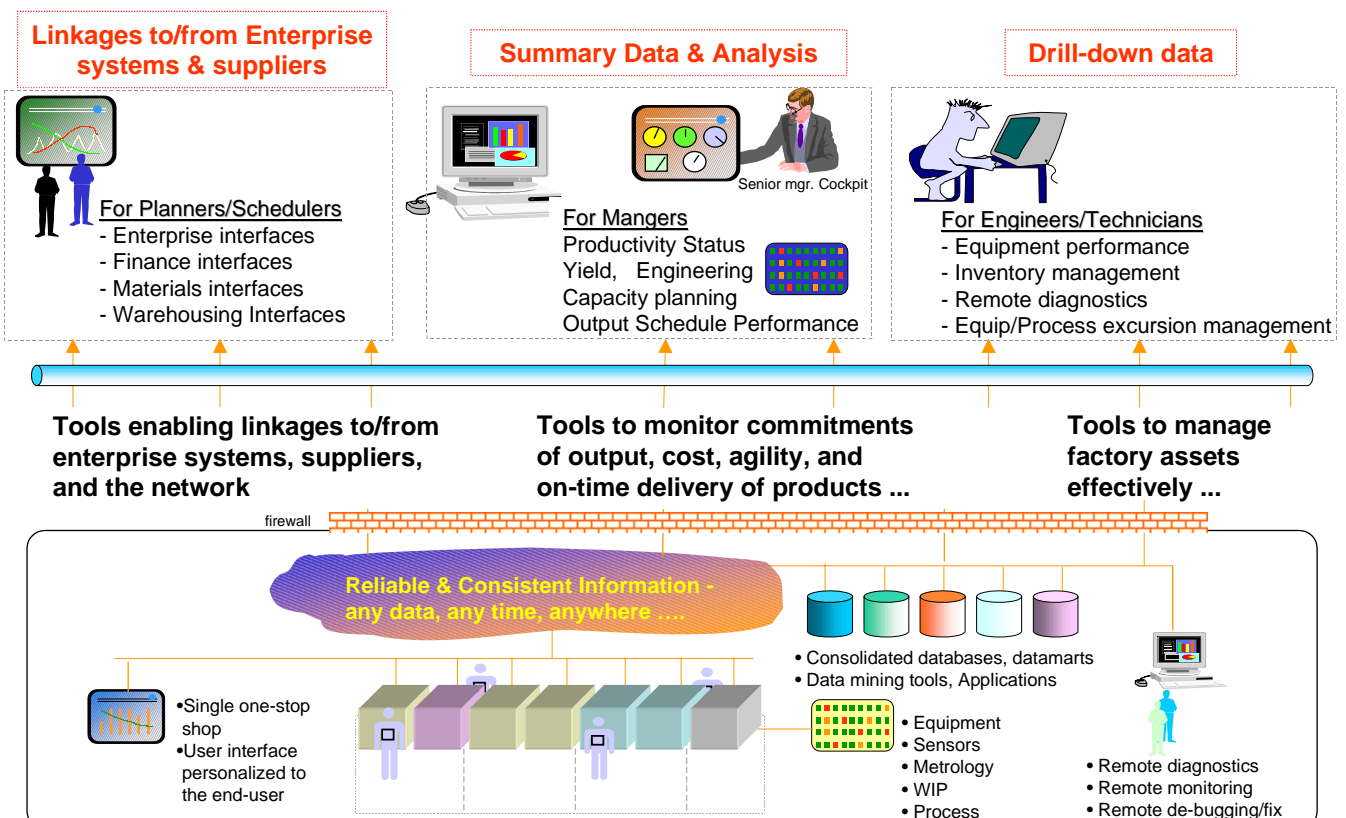 Linkages to/from Enterprise
systems & suppliers
Summary Data & Analysis
Drill-down data
For Planners/Schedulers
- Enterprise interfaces
- Finance interfaces
- Materials interfaces
- Warehousing Interfaces
Senior mgr. Cockpit
For Mangers
Productivity Status
Yield, Engineering
Capacity planning
Output Schedule Performance
For Engineers/Technicians
- Equipment performance
- Inventory management
- Remote diagnostics
- Equip/Process excursion management
Tools enabling linkages to/from
enterprise systems, suppliers,
and the network
Tools to monitor commitments
of output, cost, agility, and
on-time delivery of products ...
Tools to manage
factory assets
effectively ...
firewall
Reliable & Consistent Information -
any data, any time, anywhere ....
• Consolidated databases, datamarts
• Data mining tools, Applications
•Single one-stop
shop
•User interface
personalized to
the end-user
• Equipment
• Sensors
• Metrology
• WIP
• Process
• Remote diagnostics
• Remote monitoring
• Remote de-bugging/fix